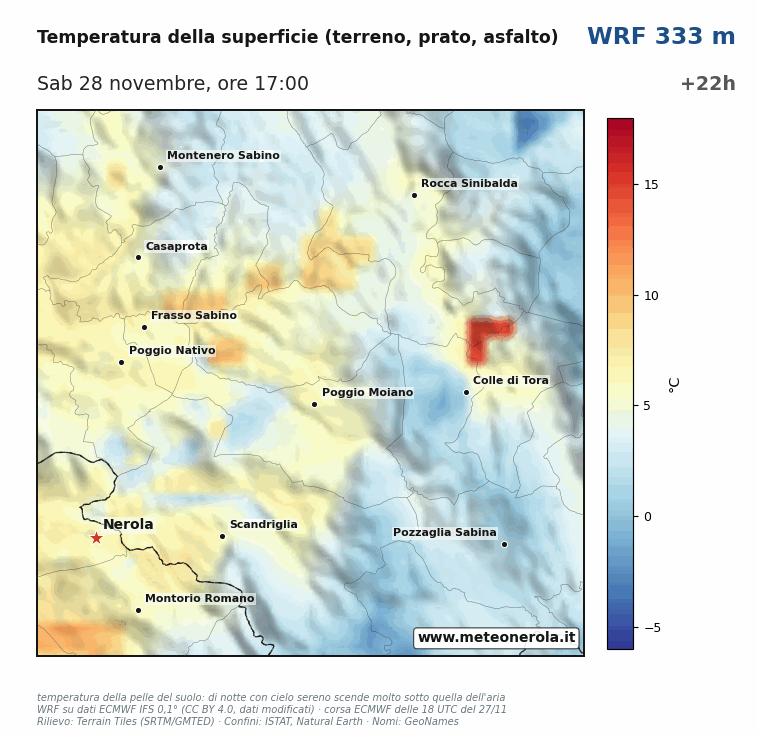 Temperatura della superficie (terreno, prato, asfalto)
WRF 333 m
Sab 28 novembre, ore 17:00
+22h
Montenero Sabino
Rocca Sinibalda
Casaprota
Frasso Sabino
Poggio Nativo
Colle di Tora
Poggio Moiano
Nerola
Scandriglia
Pozzaglia Sabina
Montorio Romano
www.meteonerola.it
15
10
5
0
−5
°C
temperatura della pelle del suolo: di notte con cielo sereno scende molto sotto quella dell'aria
WRF su dati ECMWF IFS 0,1° (CC BY 4.0, dati modificati) · corsa ECMWF delle 18 UTC del 27/11
Rilievo: Terrain Tiles (SRTM/GMTED) · Confini: ISTAT, Natural Earth · Nomi: GeoNames